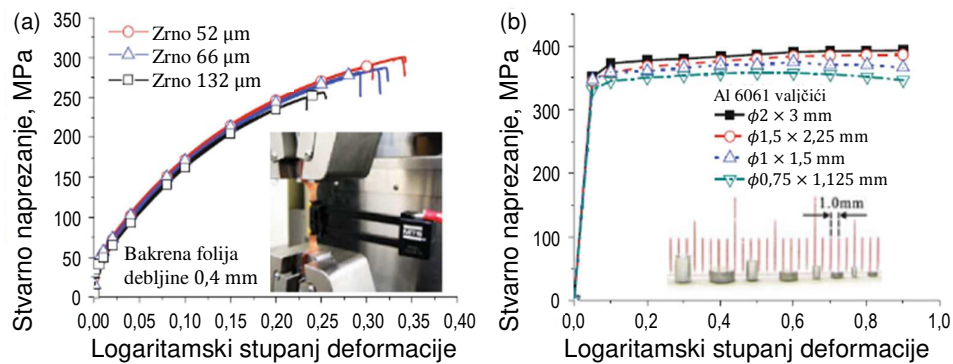 (a)
Stvarno naprezanje, MPa
350
300
250
200
150
100
50
0
Zrno 52 μm
Zrno 66 μm
Zrno 132 μm
Bakrena folija
debljine 0,4 mm
0,00 0,05 0,10 0,15 0,20 0,25 0,30 0,35 0,40
Logaritamski stupanj deformacije
(b)
Stvarno naprezanje, MPa
400
300
200
100
0
Al 6061 valjčići
ϕ2 × 3 mm
ϕ1,5 × 2,25 mm
ϕ1 × 1,5 mm
ϕ0,75 × 1,125 mm
1.0mm
0,0 0,2 0,4 0,6 0,8 1,0
Logaritamski stupanj deformacije